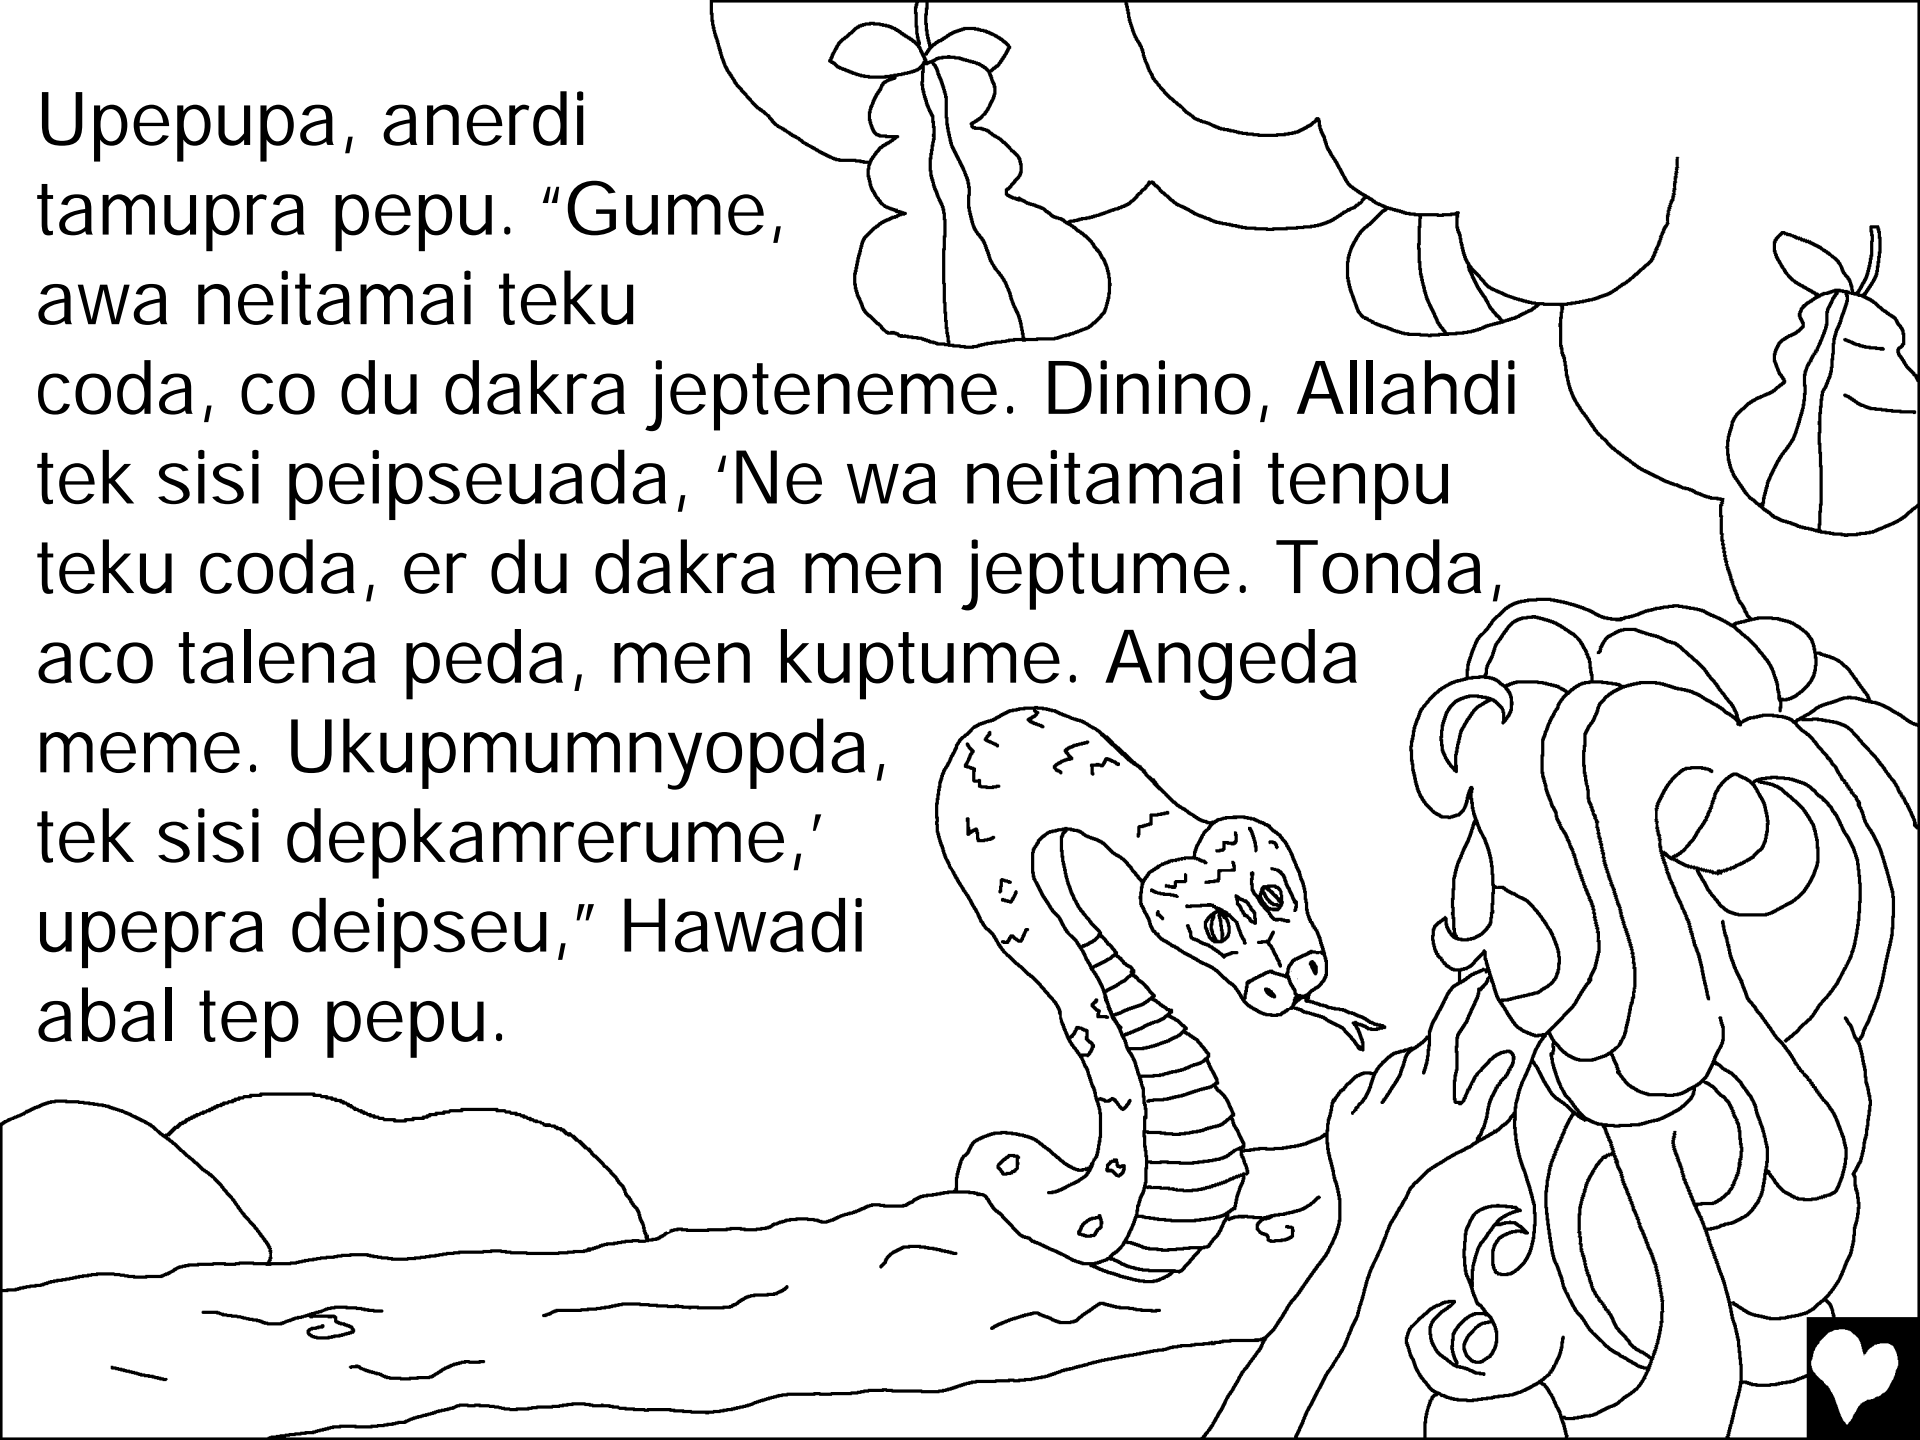 Upepupa, anerdi
tamupra pepu. “Gume,
awa neitamai teku
coda, co du dakra jepteneme. Dinino, Allahdi
tek sisi peipseuada, ‘Ne wa neitamai tenpu
teku coda, er du dakra men jeptume. Tonda,
aco talena peda, men kuptume. Angeda
meme. Ukupmumnyopda,
tek sisi depkamrerume,’
upepra deipseu,” Hawadi
abal tep pepu.